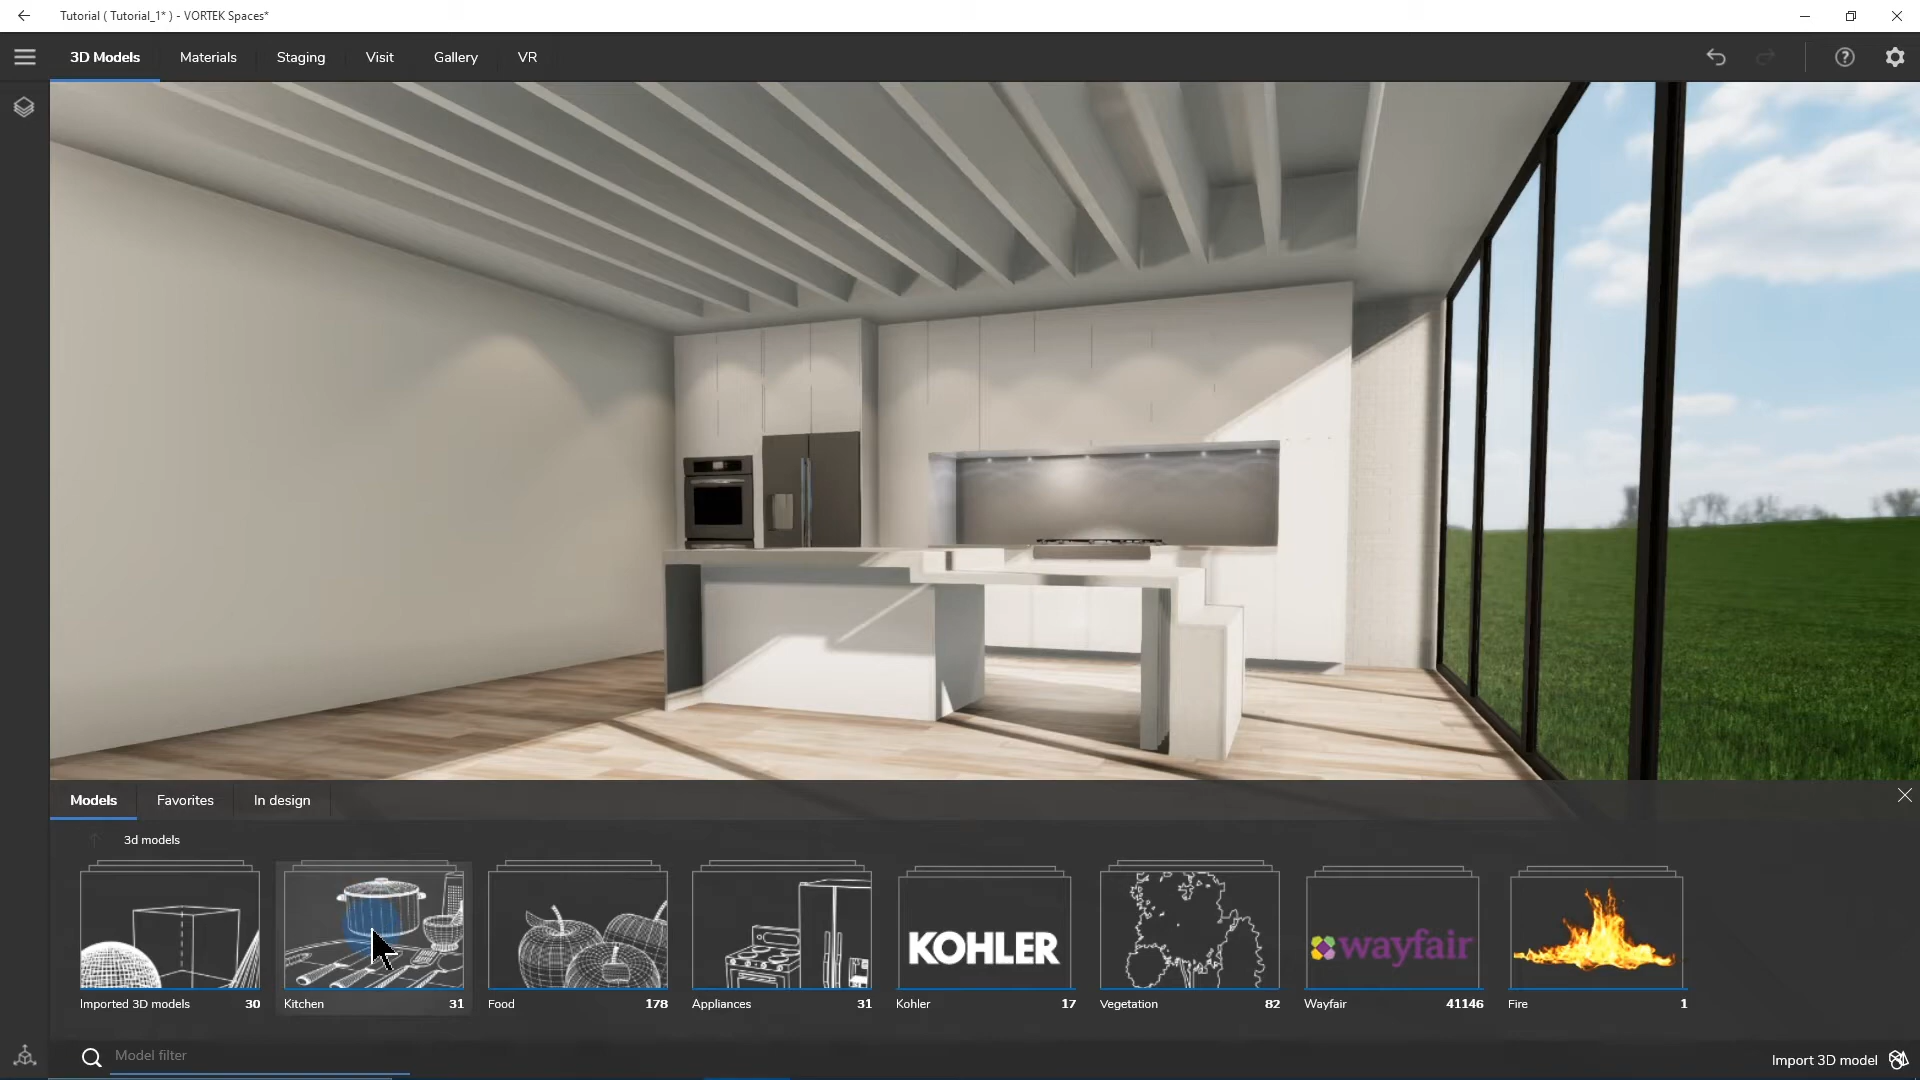 Tutorial ( Tutorial_1* ) - VORTEK Spaces*
3D Models Materials Staging Visit Gallery VR
Models Favorites In design
3d models
KOHLER
wayfair
Imported 3D models 30 Kitchen 31 Food 178 Appliances 31 Kohler 17 Vegetation 82 Wayfair 41146 Fire 1
Model filter
Import 3D model